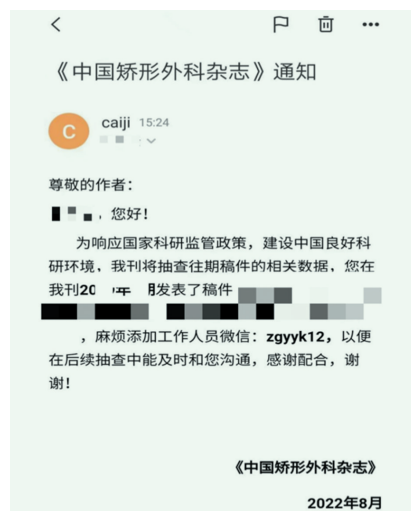 《中国矫形外科杂志》通知
C
caiji 15:24
尊敬的作者：
，您好！
为响应国家科研监管政策，建设中国良好科
研环境，我刊将抽查往期稿件的相关数据，您在
我刊20 年 月发表了稿件
，麻烦添加工作人员微信：zgyyk12，以便
在后续抽查中能及时和您沟通，感谢配合，谢
谢！
《中国矫形外科杂志》
2022年8月